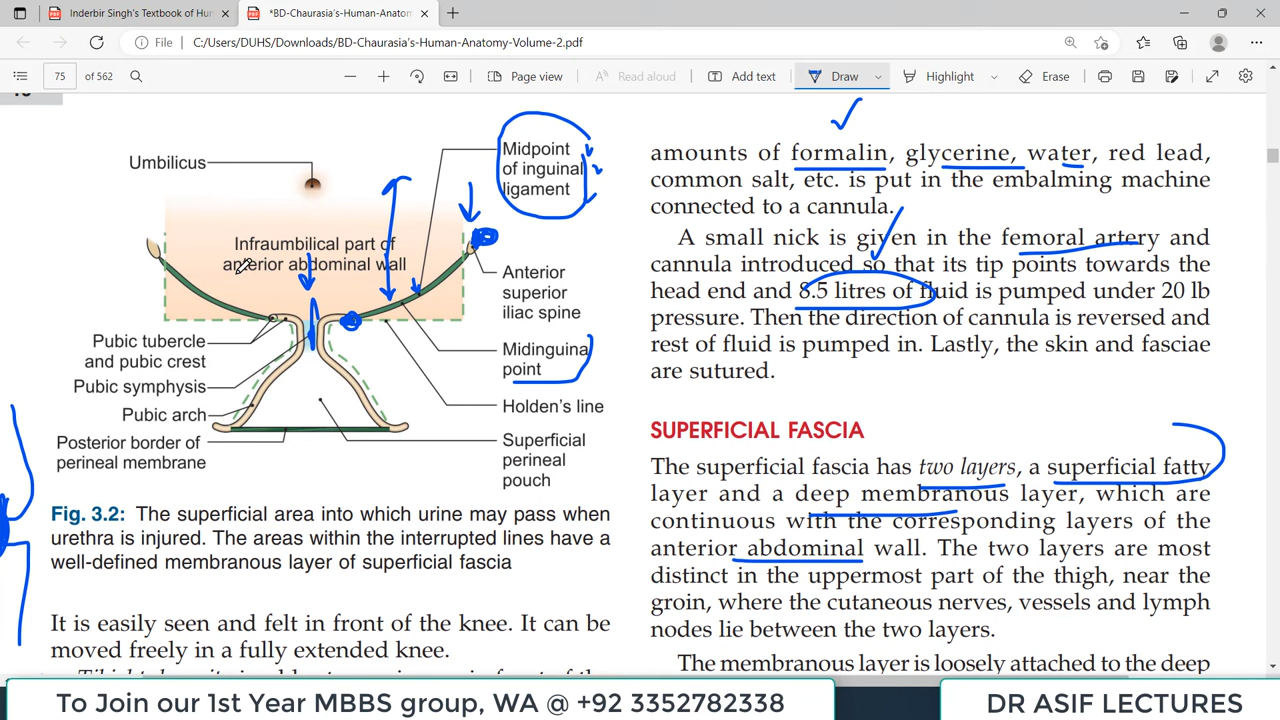 Inderbir Singh's Textbook of Hum
*BD-Chaurasia's-Human-Anatom
File C:/Users/DUHS/Downloads/BD-Chaurasia's-Human-Anatomy-Volume-2.pdf
75 of 562 Page view Read aloud Add text Draw Highlight Erase
Umbilicus
Midpoint
of inguinal
ligament
Infraumbilical part of
anterior abdominal wall
Anterior
superior
iliac spine
Pubic tubercle
and pubic crest
Midinguinal
point
Pubic symphysis
Holden's line
Pubic arch
Posterior border of
perineal membrane
Superficial
perineal
pouch
Fig. 3.2: The superficial area into which urine may pass when
urethra is injured. The areas within the interrupted lines have a
well-defined membranous layer of superficial fascia
It is easily seen and felt in front of the knee. It can be
moved freely in a fully extended knee.
amounts of formalin, glycerine, water, red lead,
common salt, etc. is put in the embalming machine
connected to a cannula.
A small nick is given in the femoral artery and
cannula introduced so that its tip points towards the
head end and 8.5 litres of fluid is pumped under 20 lb
pressure. Then the direction of cannula is reversed and
rest of fluid is pumped in. Lastly, the skin and fasciae
are sutured.
SUPERFICIAL FASCIA
The superficial fascia has two layers, a superficial fatty
layer and a deep membranous layer, which are
continuous with the corresponding layers of the
anterior abdominal wall. The two layers are most
distinct in the uppermost part of the thigh, near the
groin, where the cutaneous nerves, vessels and lymph
nodes lie between the two layers.
The membranous layer is loosely attached to the deep
To Join our 1st Year MBBS group, WA @ +92 3352782338
DR ASIF LECTURES